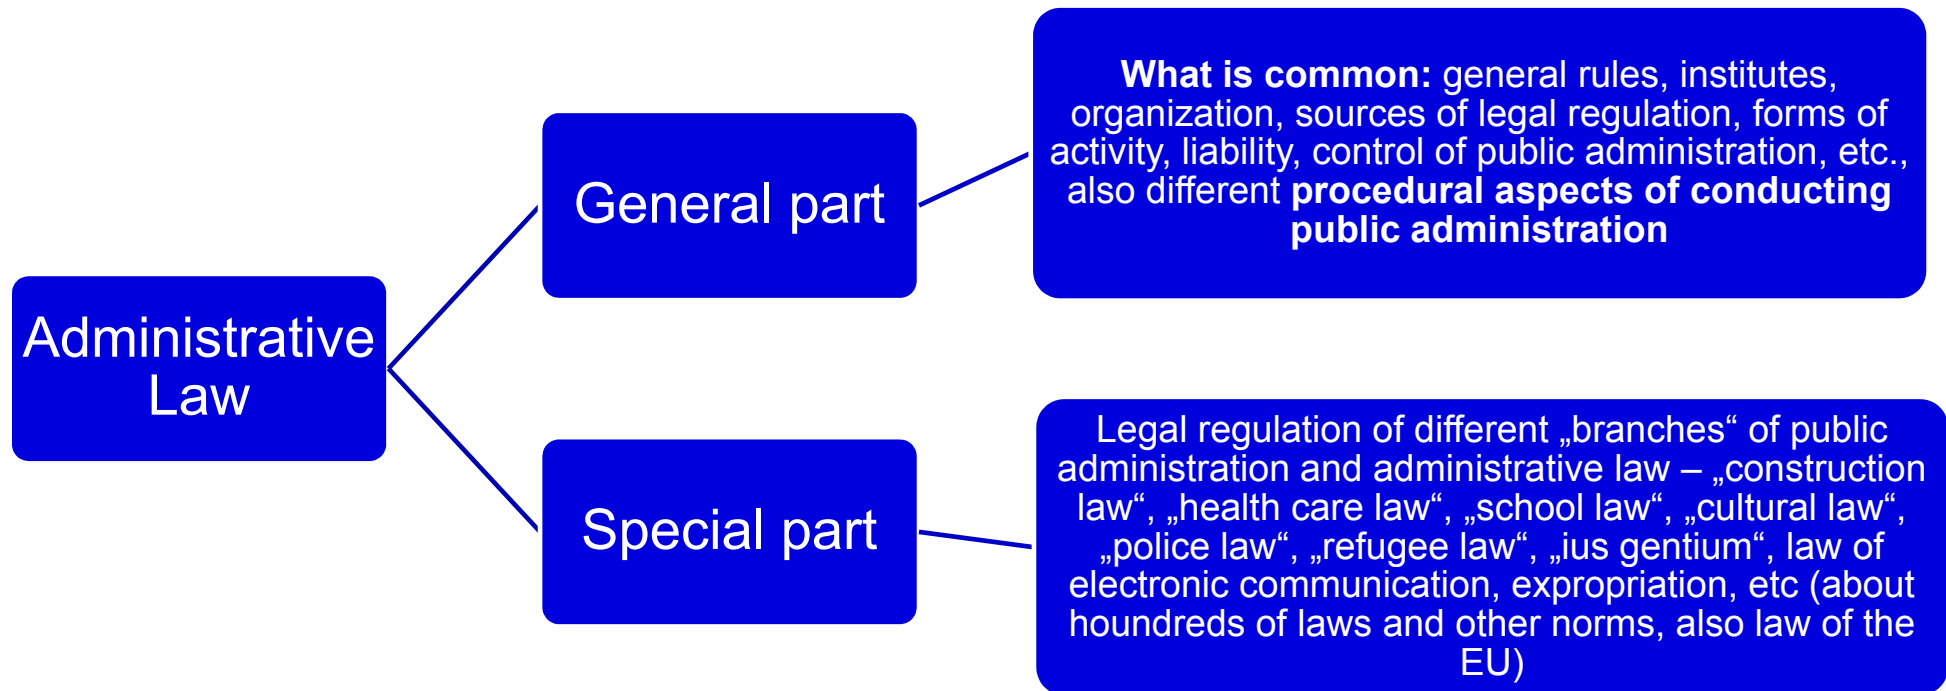 Administrative
Law
General part
What is common: general rules, institutes,
organization, sources of legal regulation, forms of
activity, liability, control of public administration, etc.,
also different procedural aspects of conducting
public administration
Special part
Legal regulation of different „branches“ of public
administration and administrative law – „construction
law“, „health care law“, „school law“, „cultural law“,
„police law“, „refugee law“, „ius gentium“, law of
electronic communication, expropriation, etc (about
houndreds of laws and other norms, also law of the
EU)